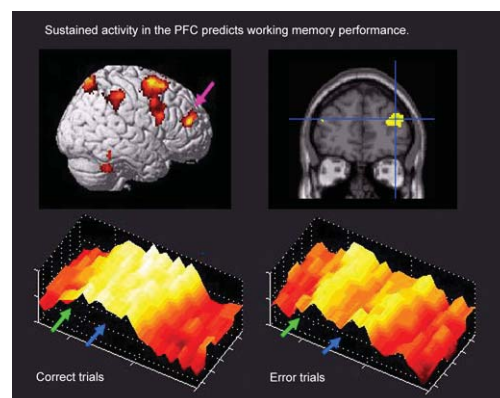 Sustained activity in the PFC predicts working memory performance.
Correct trials
Error trials